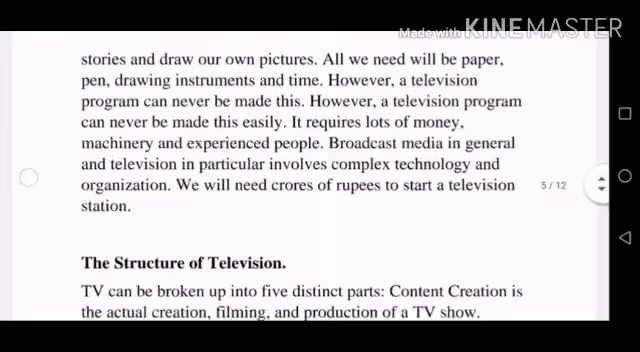 Made with KINEMASTER
stories and draw our own pictures. All we need will be paper,
pen, drawing instruments and time. However, a television
program can never be made this. However, a television program
can never be made this easily. It requires lots of money,
machinery and experienced people. Broadcast media in general
and television in particular involves complex technology and
organization. We will need crores of rupees to start a television
station.
5/12
The Structure of Television.
TV can be broken up into five distinct parts: Content Creation is
the actual creation, filming, and production of a TV show.